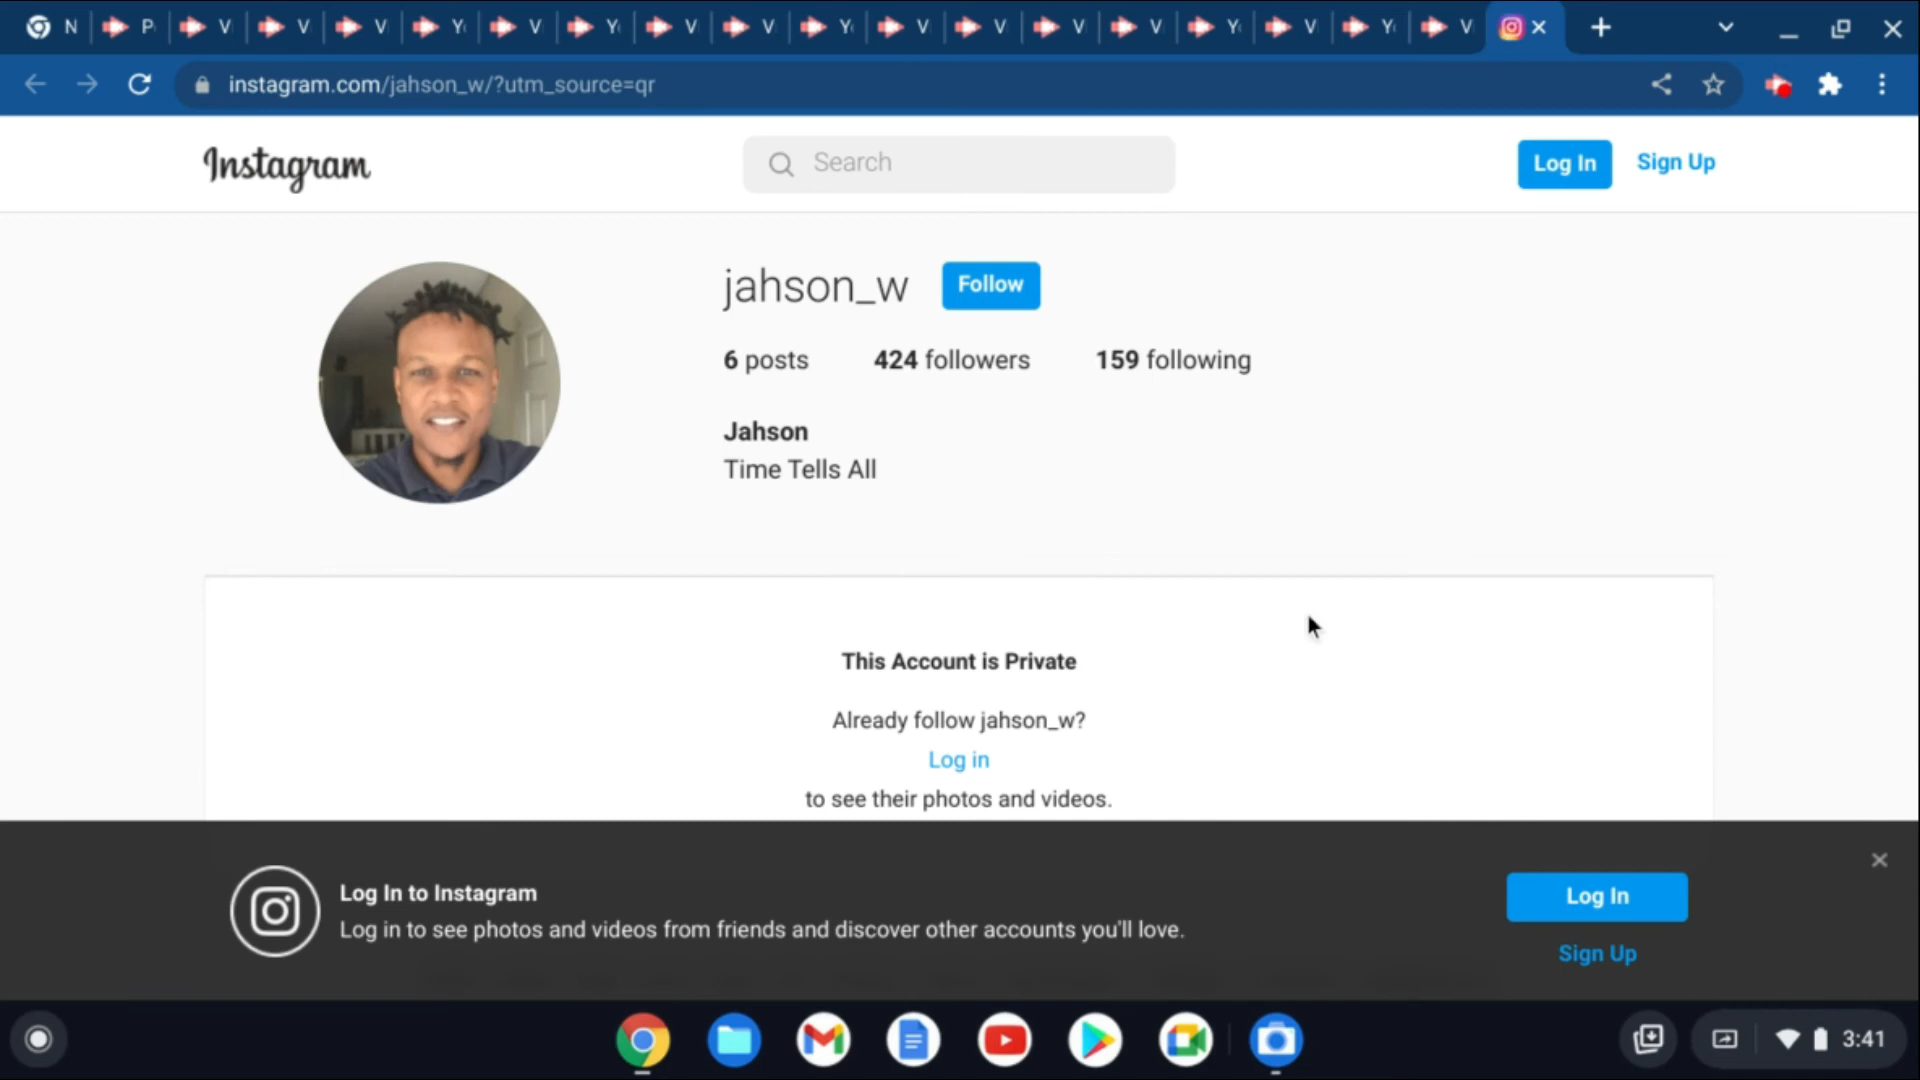 N P V V V Y V Y V V Y V V V V Y V Y V
instagram.com/jahson_w/?utm_source=qr
Instagram
Search
Log In
Sign Up
jahson_w
Follow
6 posts 424 followers 159 following
Jahson
Time Tells All
This Account is Private
Already follow jahson_w?
Log in
to see their photos and videos.
Log In to Instagram
Log in to see photos and videos from friends and discover other accounts you'll love.
Log In
Sign Up
3:41